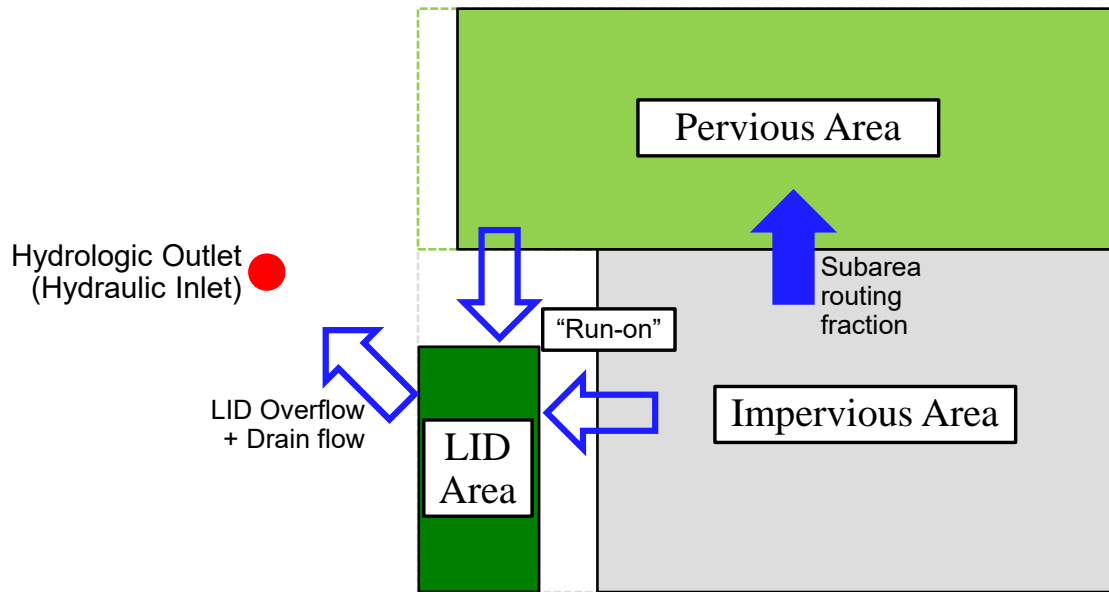 Pervious Area
Hydrologic Outlet
(Hydraulic Inlet)
Subarea
routing
fraction
“Run-on”
LID Overflow
+ Drain flow
Impervious Area
LID
Area